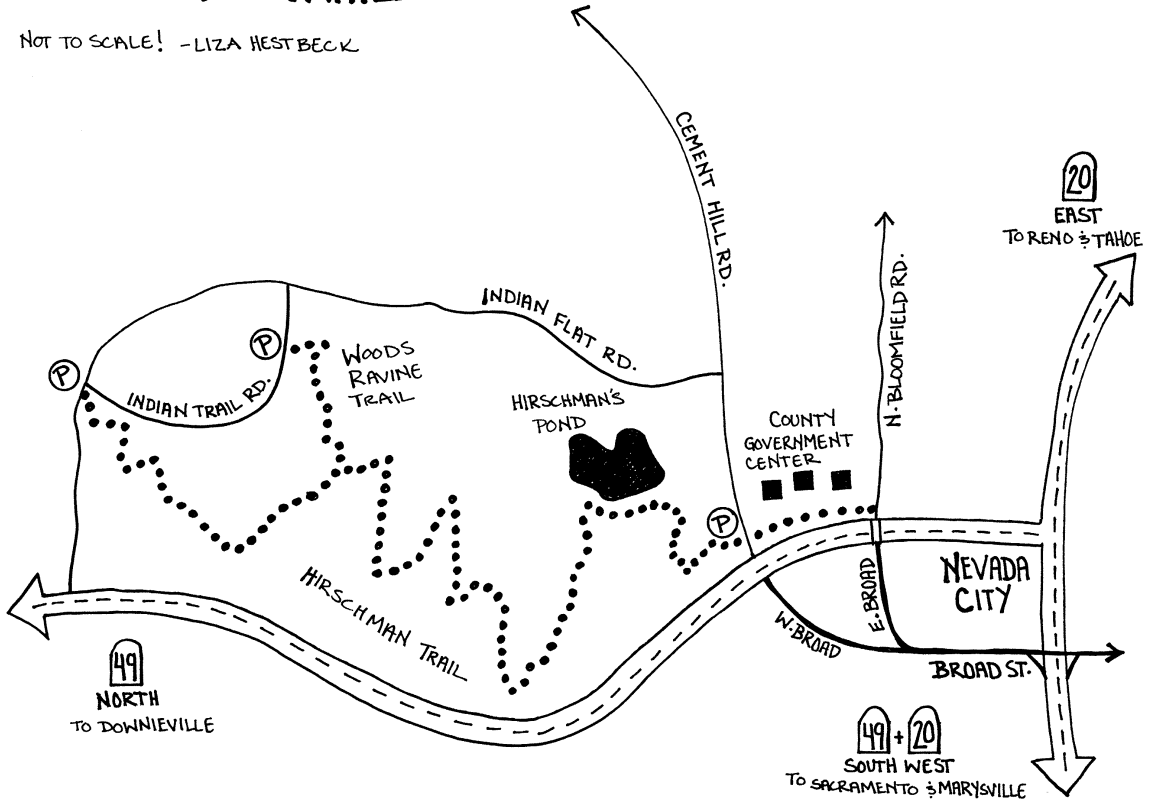 NOT TO SCALE! -LIZA HESTBECK
CEMENT HILL RD.
20
EAST
TO RENO & TAHOE
N. BLOOMFIELD RD.
INDIAN FLAT RD.
P
P
WOODS
RAVINE
TRAIL
INDIAN TRAIL RD.
HIRSCHMAN'S
POND
COUNTY
GOVERNMENT
CENTER
P
HIRSCHMAN TRAIL
NEVADA
CITY
E. BROAD
W. BROAD
BROAD ST.
49
NORTH
TO DOWNIEVILLE
49 + 20
SOUTH WEST
TO SACRAMENTO & MARYSVILLE